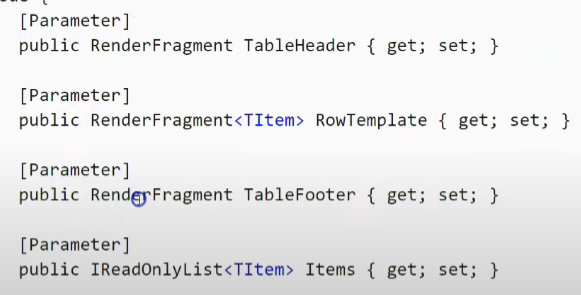 [Parameter]
public RenderFragment TableHeader { get; set; }
[Parameter]
public RenderFragment<TItem> RowTemplate { get; set; }
[Parameter]
public RenderFragment TableFooter { get; set; }
[Parameter]
public IReadOnlyList<TItem> Items { get; set; }